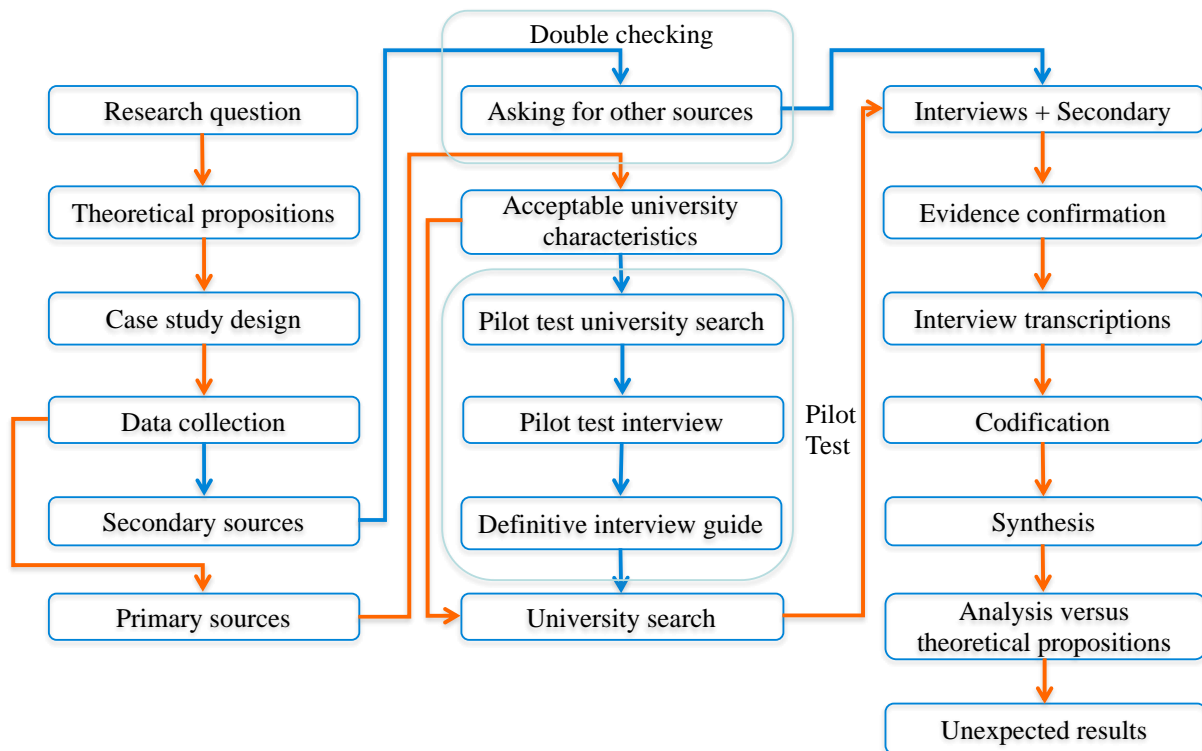 Research question
Theoretical propositions
Case study design
Data collection
Secondary sources
Primary sources
Double checking
Asking for other sources
Acceptable university
characteristics
Pilot test university search
Pilot test interview
Definitive interview guide
Pilot
Test
University search
Interviews + Secondary
Evidence confirmation
Interview transcriptions
Codification
Synthesis
Analysis versus
theoretical propositions
Unexpected results